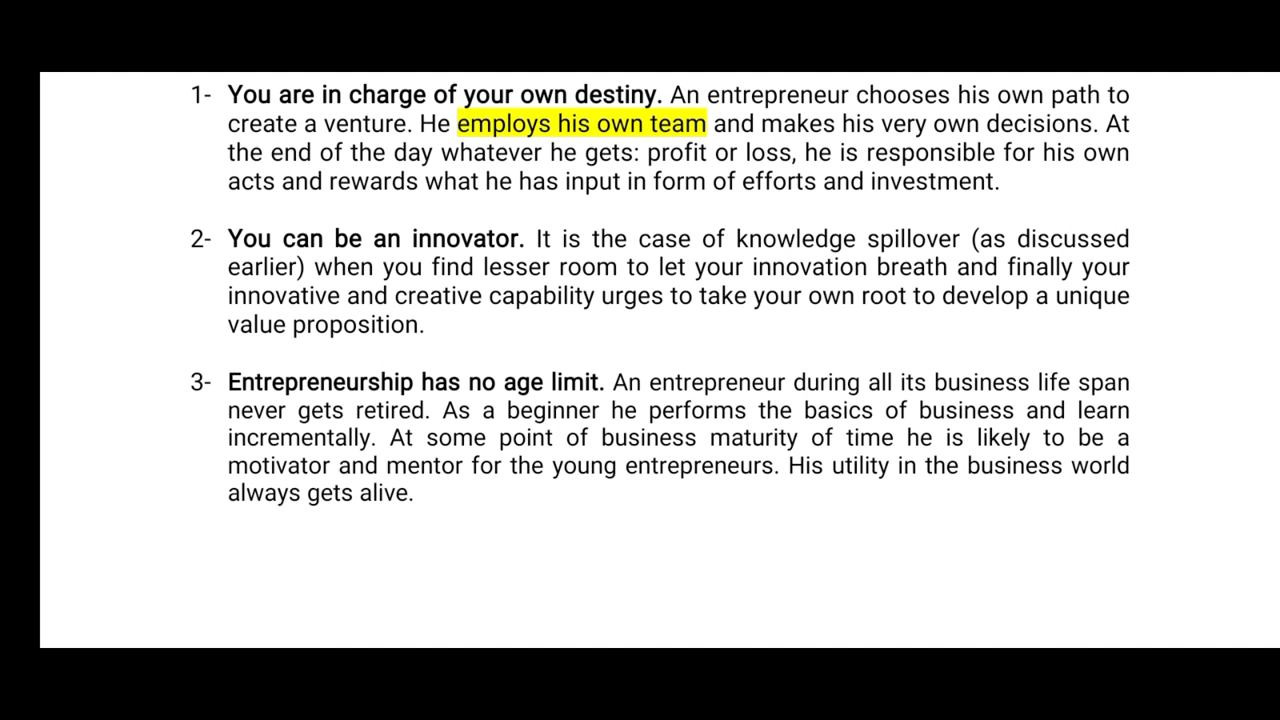 1- You are in charge of your own destiny. An entrepreneur chooses his own path to
create a venture. He employs his own team and makes his very own decisions. At
the end of the day whatever he gets: profit or loss, he is responsible for his own
acts and rewards what he has input in form of efforts and investment.
2- You can be an innovator. It is the case of knowledge spillover (as discussed
earlier) when you find lesser room to let your innovation breath and finally your
innovative and creative capability urges to take your own root to develop a unique
value proposition.
3- Entrepreneurship has no age limit. An entrepreneur during all its business life span
never gets retired. As a beginner he performs the basics of business and learn
incrementally. At some point of business maturity of time he is likely to be a
motivator and mentor for the young entrepreneurs. His utility in the business world
always gets alive.